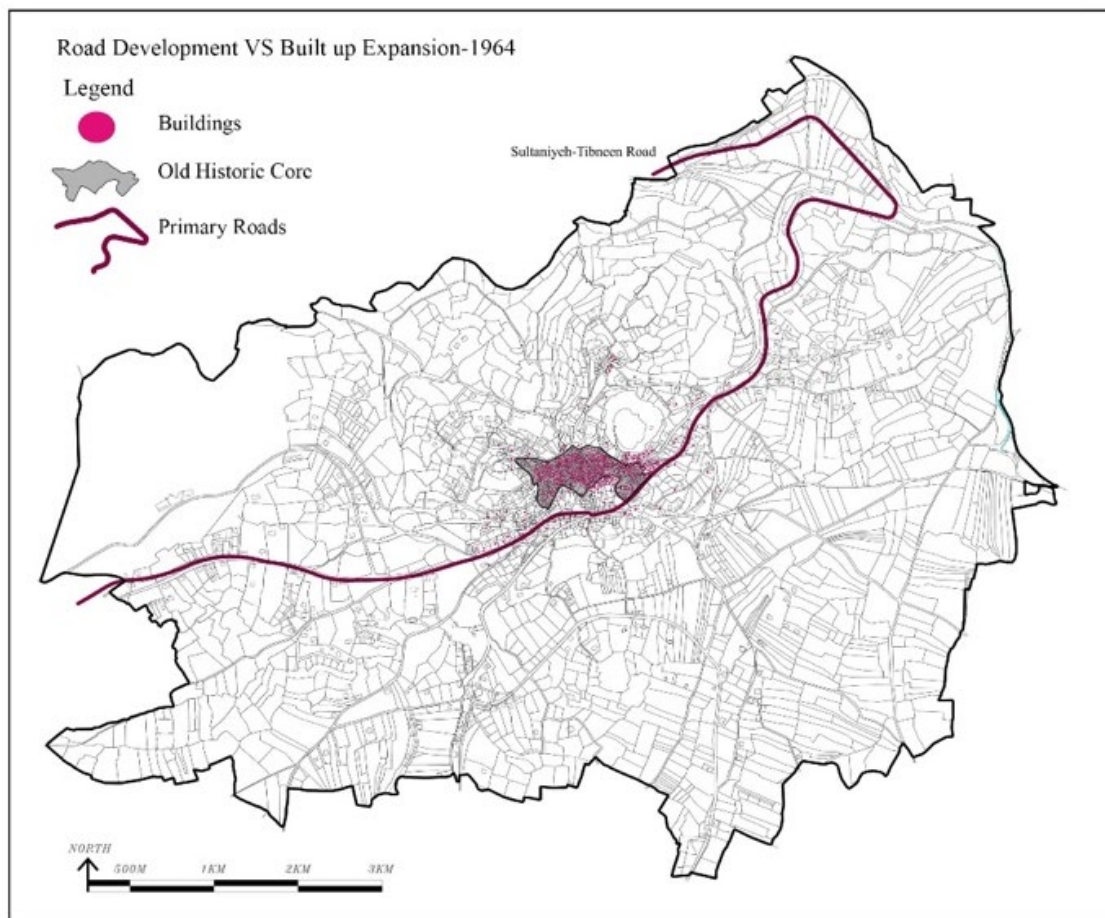 Road Development VS Built up Expansion-1964
Legend
Buildings
Old Historic Core
Primary Roads
Sultaniyeh-Tibneen Road
NORTH
500M 1KM 2KM 3KM